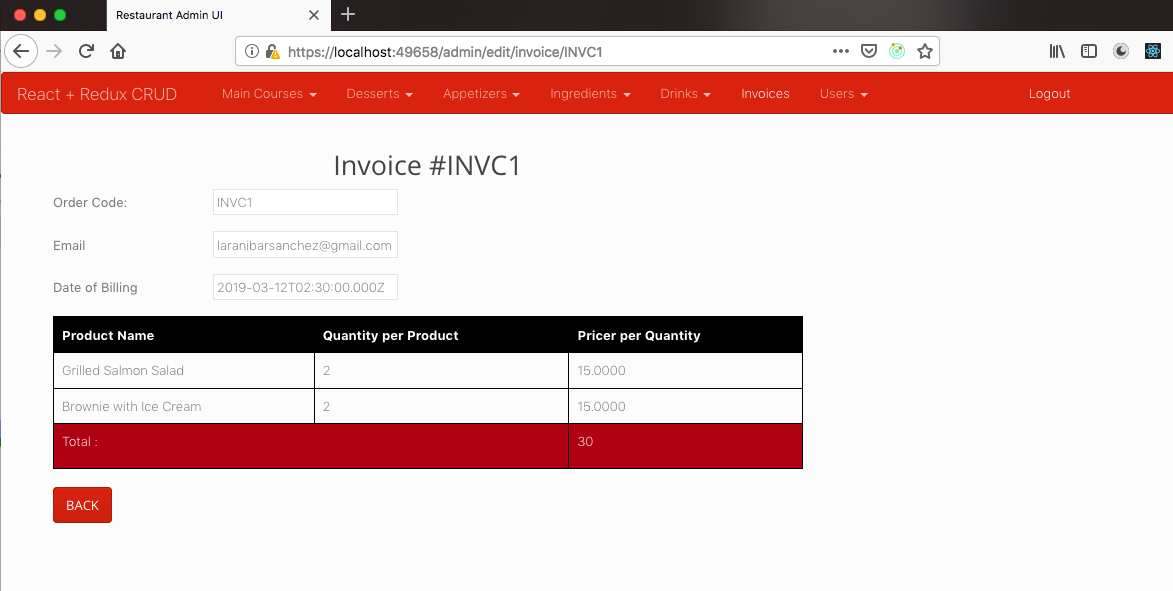 Restaurant Admin UI
https://localhost:49658/admin/edit/invoice/INVC1
React + Redux CRUD Main Courses Desserts Appetizers Ingredients Drinks Invoices Users Logout
Invoice #INVC1
Order Code: INVC1
Email laranibarsanchez@gmail.com
Date of Billing 2019-03-12T02:30:00.000Z
Product Name Quantity per Product Pricer per Quantity
Grilled Salmon Salad 2 15.0000
Brownie with Ice Cream 2 15.0000
Total : 30
BACK